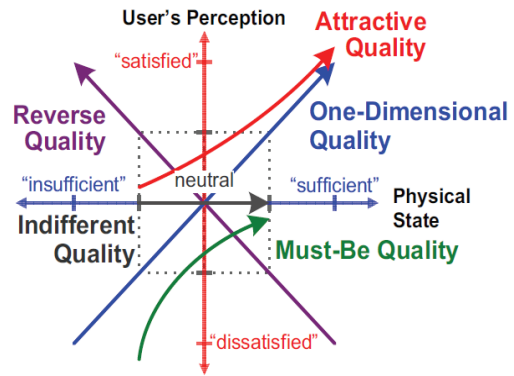 User's Perception
Attractive
Quality
"satisfied"
Reverse
Quality
One-Dimensional
Quality
"insufficient"
neutral
"sufficient"
Physical
State
Indifferent
Quality
Must-Be Quality
"dissatisfied"